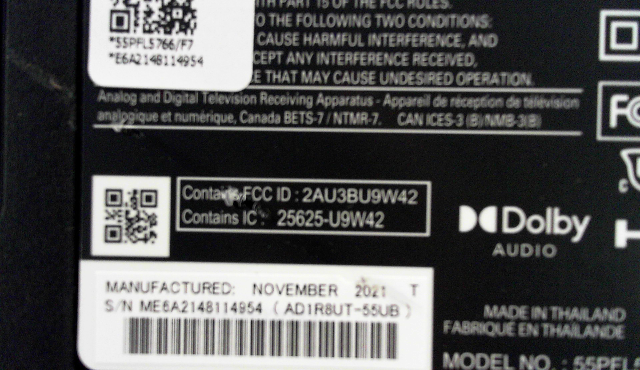 WITH PART 15 OF THE FCC RULES.
TO THE FOLLOWING TWO CONDITIONS:
CAUSE HARMFUL INTERFERENCE, AND
ACCEPT ANY INTERFERENCE RECEIVED,
THAT MAY CAUSE UNDESIRED OPERATION.
*55PFL5766/F7
*E6A2148114954
Analog and Digital Television Receiving Apparatus - Appareil de réception de télévision
analogique et numérique, Canada BETS-7 / NTMR-7. CAN ICES-3 (B)/NMB-3(B)
Contains FCC ID : 2AU3BU9W42
Contains IC : 25625-U9W42
Dolby
AUDIO
MANUFACTURED: NOVEMBER 2021 T
S/N ME6A2148114954 ( AD1R8UT-55UB )
MADE IN THAILAND
FABRIQUÉ EN THAÏLANDE
MODEL NO. : 55PFL5